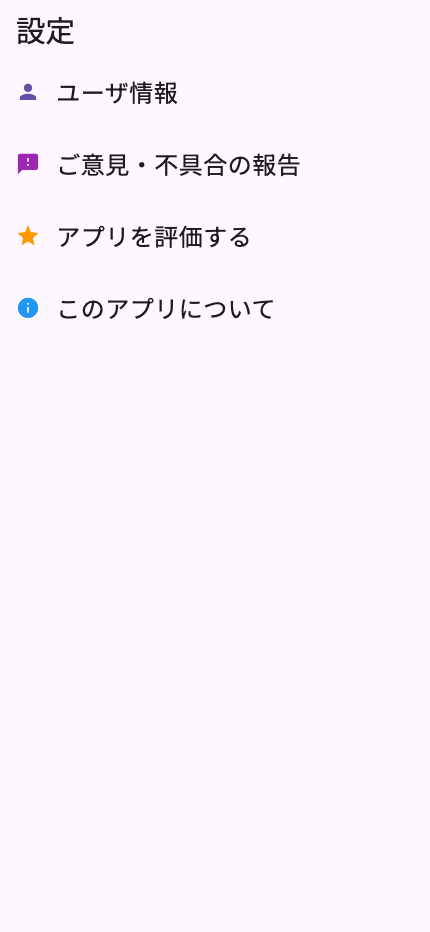 設定
ユーザ情報
ご意見・不具合の報告
アプリを評価する
このアプリについて